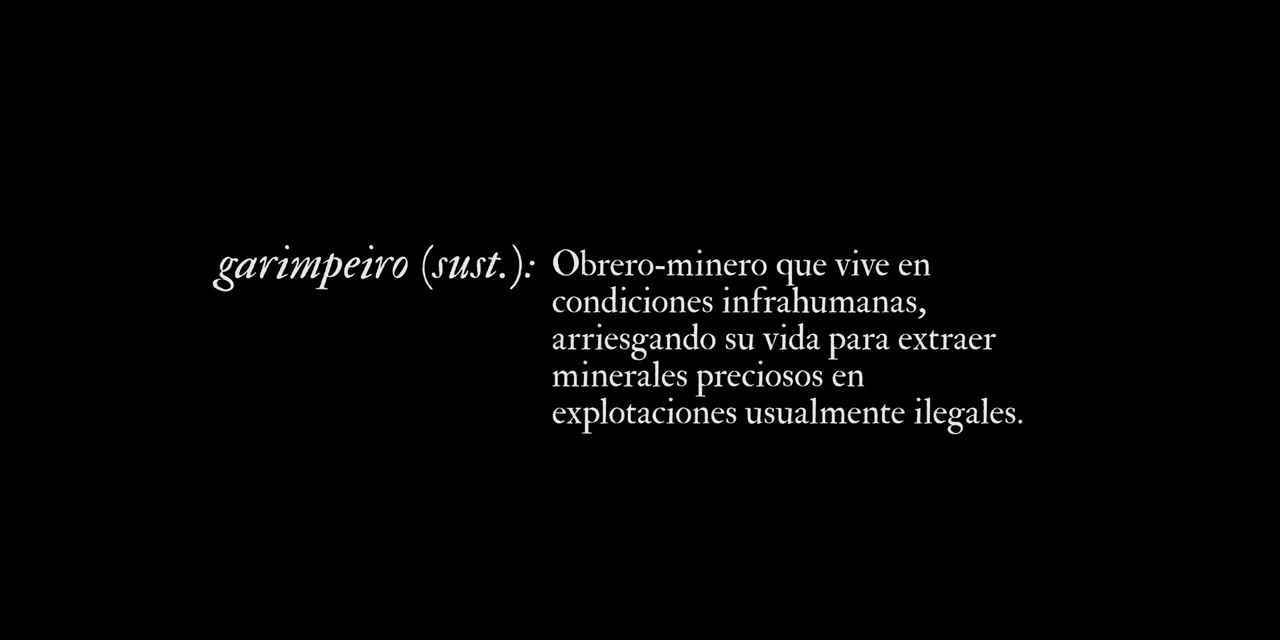 garimpeiro (sust.): Obrero-minero que vive en
condiciones infrahumanas,
arriesgando su vida para extraer
minerales preciosos en
explotaciones usualmente ilegales.